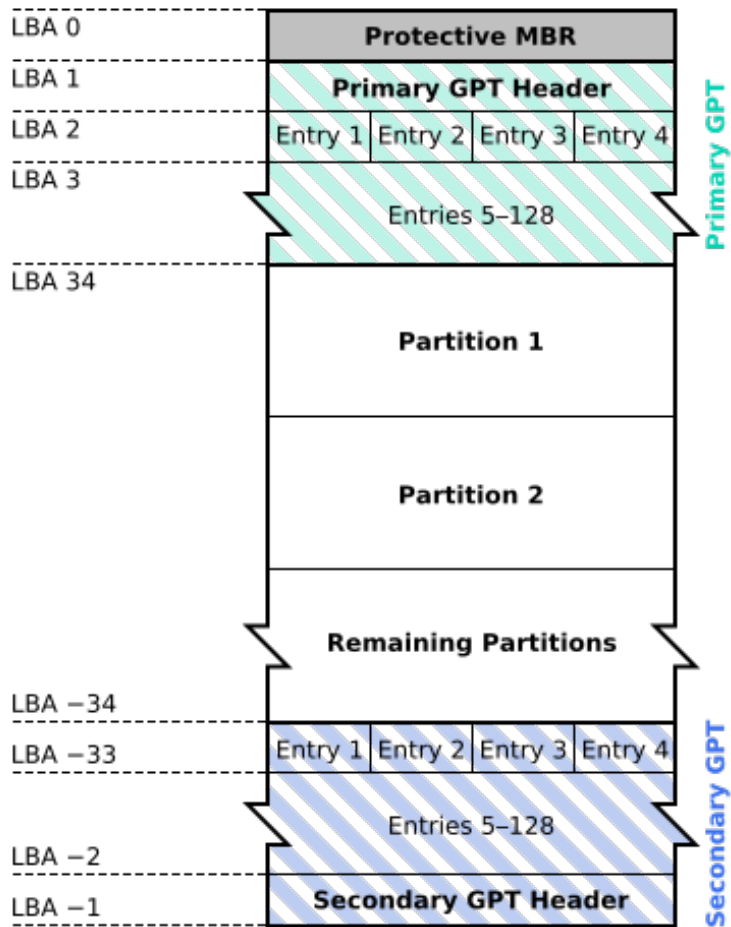 LBA 0
Protective MBR
LBA 1
Primary GPT Header
LBA 2
Entry 1 Entry 2 Entry 3 Entry 4
LBA 3
Entries 5–128
Primary GPT
LBA 34
Partition 1
Partition 2
Remaining Partitions
LBA −34
LBA −33
Entry 1 Entry 2 Entry 3 Entry 4
Entries 5–128
LBA −2
Secondary GPT Header
LBA −1
Secondary GPT